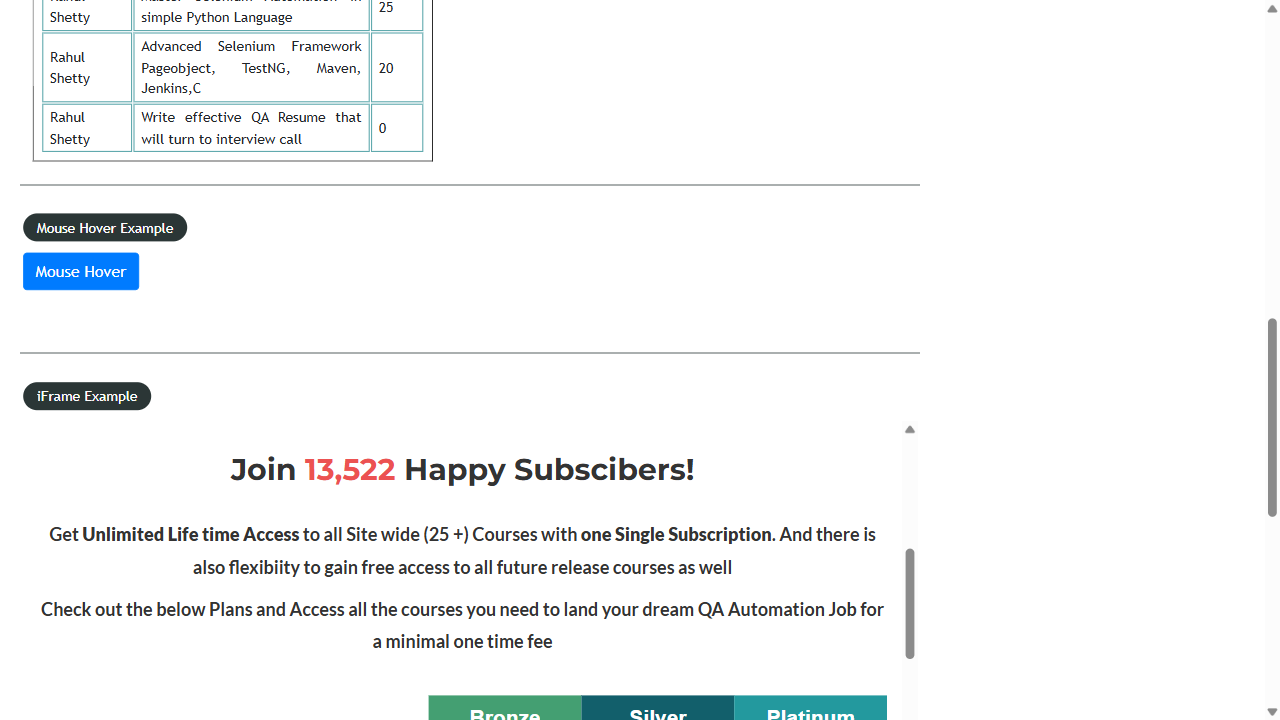 Shetty
simple Python Language
25
Rahul
Shetty
Advanced Selenium Framework
Pageobject, TestNG, Maven,
Jenkins,C
20
Rahul
Shetty
Write effective QA Resume that
will turn to interview call
0
Mouse Hover Example
Mouse Hover
iFrame Example
Join 13,522 Happy Subscibers!
Get Unlimited Life time Access to all Site wide (25 +) Courses with one Single Subscription. And there is
also flexibiity to gain free access to all future release courses as well
Check out the below Plans and Access all the courses you need to land your dream QA Automation Job for
a minimal one time fee
Bronze Silver Platinum